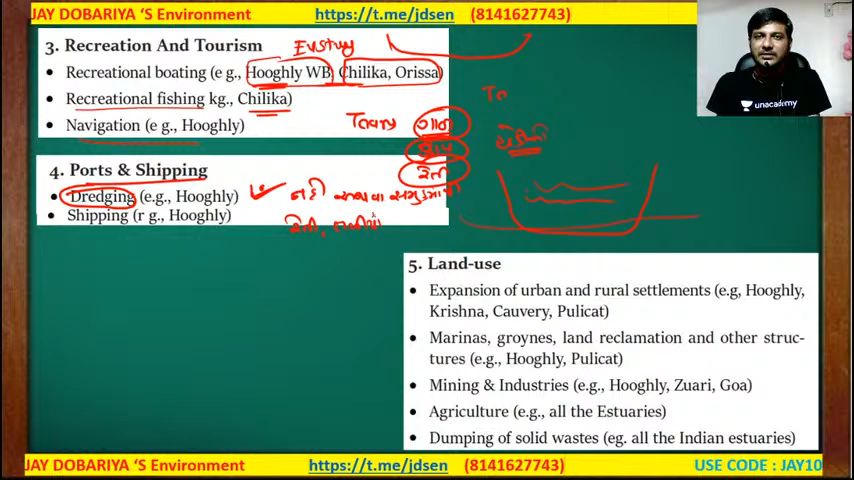 JAY DOBARIYA ‘S Environment https://t.me/jdsen (8141627743)
unacademy
3. Recreation And Tourism
• Recreational boating (e g., Hooghly WB, Chilika, Orissa)
• Recreational fishing kg., Chilika)
• Navigation (e g., Hooghly)
4. Ports & Shipping
• Dredging (e.g., Hooghly)
• Shipping (r g., Hooghly)
નદી અથવા
રેતી,
5. Land-use
• Expansion of urban and rural settlements (e.g, Hooghly,
Krishna, Cauvery, Pulicat)
• Marinas, groynes, land reclamation and other struc-
tures (e.g., Hooghly, Pulicat)
• Mining & Industries (e.g., Hooghly, Zuari, Goa)
• Agriculture (e.g., all the Estuaries)
• Dumping of solid wastes (eg. all the Indian estuaries)
JAY DOBARIYA ‘S Environment https://t.me/jdsen (8141627743) USE CODE : JAY10